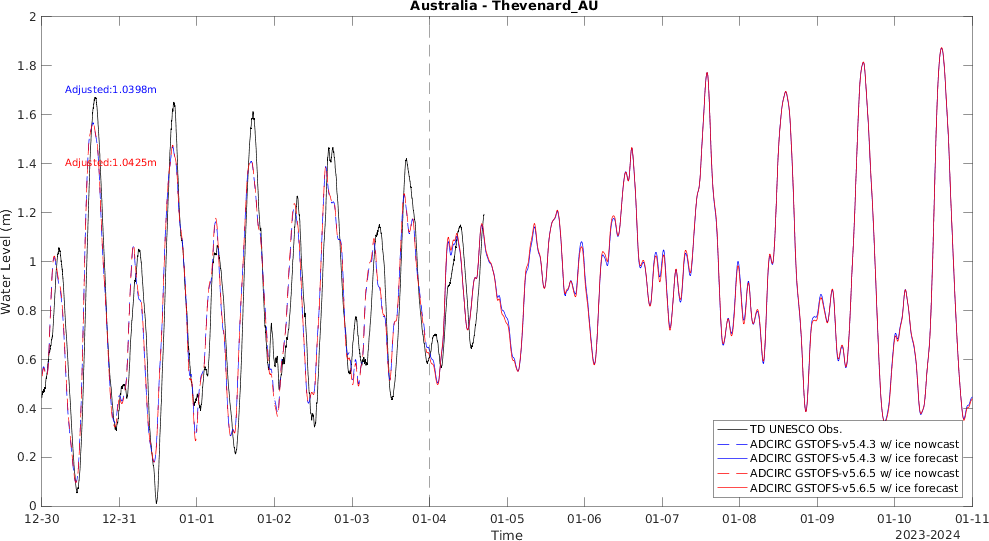 Australia - Thevenard_AU
Water Level (m)
2
1.8
1.6
1.4
1.2
1
0.8
0.6
0.4
0.2
0
Adjusted:1.0398m
Adjusted:1.0425m
TD UNESCO Obs.
ADCIRC GSTOFS-v5.4.3 w/ ice nowcast
ADCIRC GSTOFS-v5.4.3 w/ ice forecast
ADCIRC GSTOFS-v5.6.5 w/ ice nowcast
ADCIRC GSTOFS-v5.6.5 w/ ice forecast
12-30 12-31 01-01 01-02 01-03 01-04 01-05 01-06 01-07 01-08 01-09 01-10 01-11
Time
2023-2024